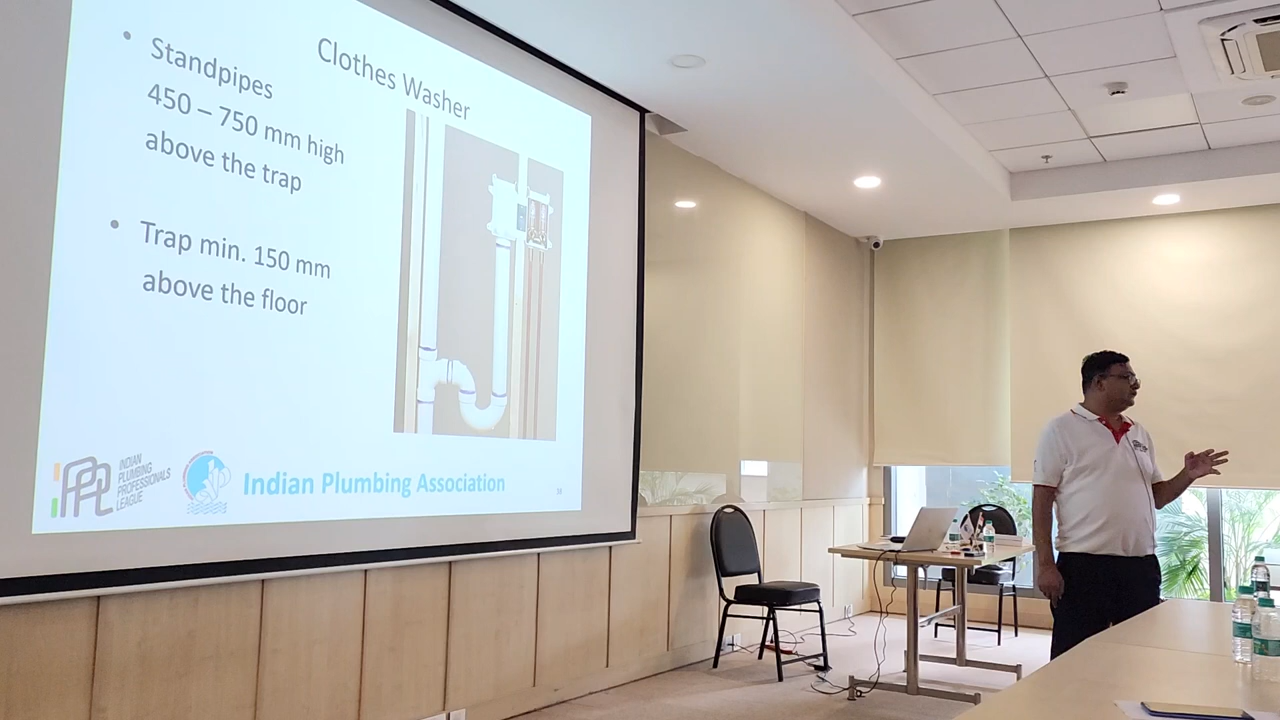 Clothes Washer
• Standpipes
450 – 750 mm high
above the trap
• Trap min. 150 mm
above the floor
IPPL
INDIAN
PLUMBING
PROFESSIONALS
LEAGUE
Indian Plumbing Association